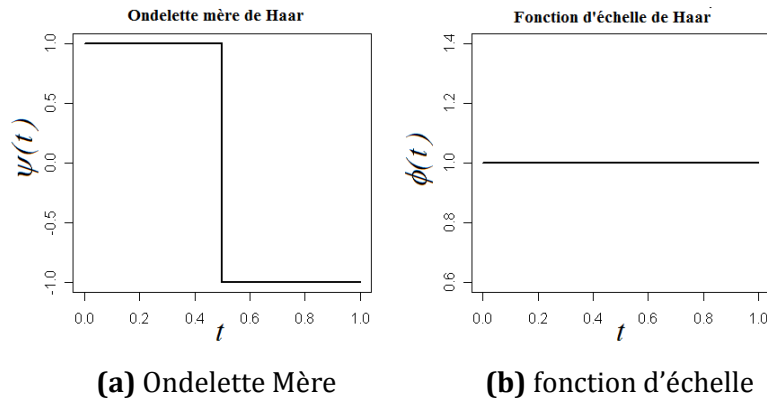 Ondelette mère de Haar
ψ(t)
1.0
0.5
0.0
-0.5
-1.0
0.0 0.2 0.4 0.6 0.8 1.0
t
(a) Ondelette Mère
Fonction d'échelle de Haar
ϕ(t)
1.4
1.2
1.0
0.8
0.6
0.0 0.2 0.4 0.6 0.8 1.0
t
(b) fonction d’échelle